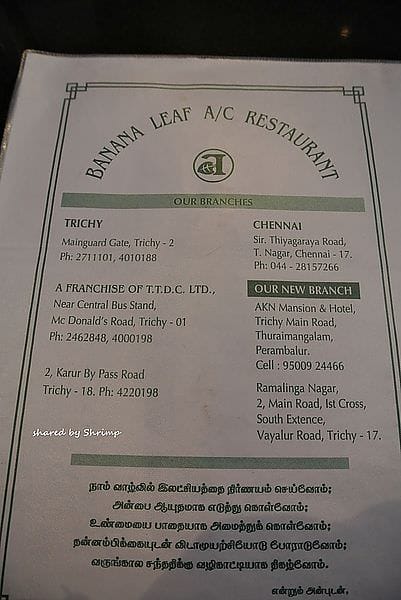 BANANA LEAF A/C RESTAURANT
OUR BRANCHES
TRICHY
Mainguard Gate, Trichy - 2
Ph: 2711101, 4010188
A FRANCHISE OF T.T.D.C. LTD.,
Near Central Bus Stand,
Mc Donald's Road, Trichy - 01
Ph: 2462848, 4000198
2, Karur By Pass Road
Trichy - 18. Ph: 4220198
CHENNAI
Sir. Thiyagaraya Road,
T. Nagar, Chennai - 17.
Ph: 044 - 28157266
OUR NEW BRANCH
AKN Mansion & Hotel,
Trichy Main Road,
Thuraimangalam,
Perambalur.
Cell : 95009 24466
Ramalinga Nagar,
2, Main Road, Ist Cross,
South Extence,
Vayalur Road, Trichy - 17.
shared by Shrimp
நாம் வாழ்வில் இலட்சியத்தை நிர்ணயம் செய்வோம்;
அன்பை ஆயுதமாக எடுத்து கொள்வோம்;
உண்மையை பாதையாக அமைத்துக் கொள்வோம்;
தன்னம்பிக்கையுடன் விடாமுயற்சியோடு போராடுவோம்;
வருங்கால சந்ததிக்கு வழிகாட்டியாக திகழ்வோம்.
என்றும் அன்புடன்,